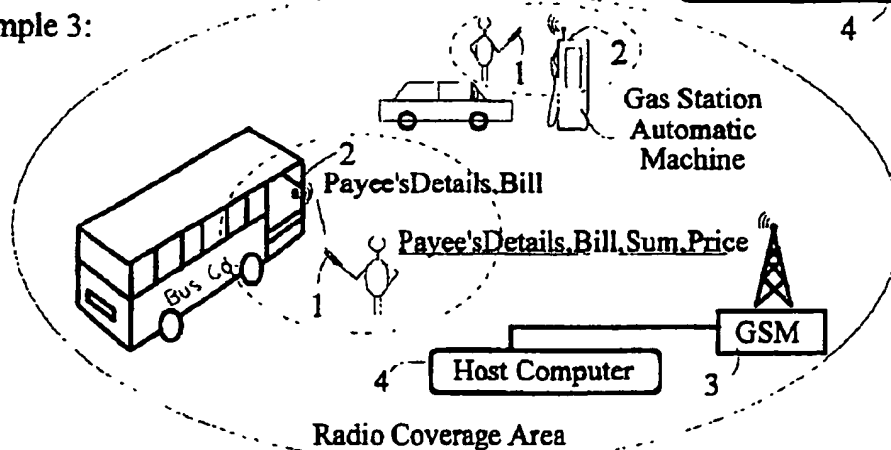 mple 3:
4
1
2
Gas Station
Automatic
Machine
2
Payee'sDetails,Bill
Payee'sDetails,Bill,Sum,Price
Bus Co.
1
GSM
4
Host Computer
3
Radio Coverage Area